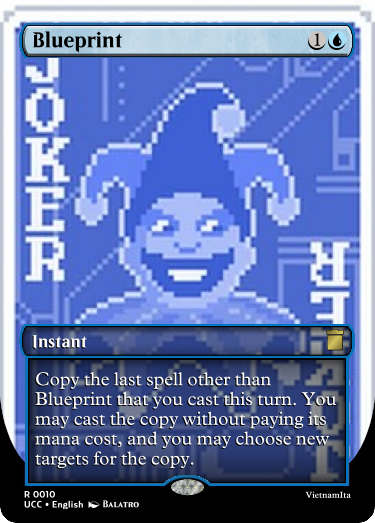 Blueprint 1
JOKER
JOKER
Instant
Copy the last spell other than
Blueprint that you cast this turn. You
may cast the copy without paying its
mana cost, and you may choose new
targets for the copy.
R 0010
UCC • English BALATRO
VietnamIta